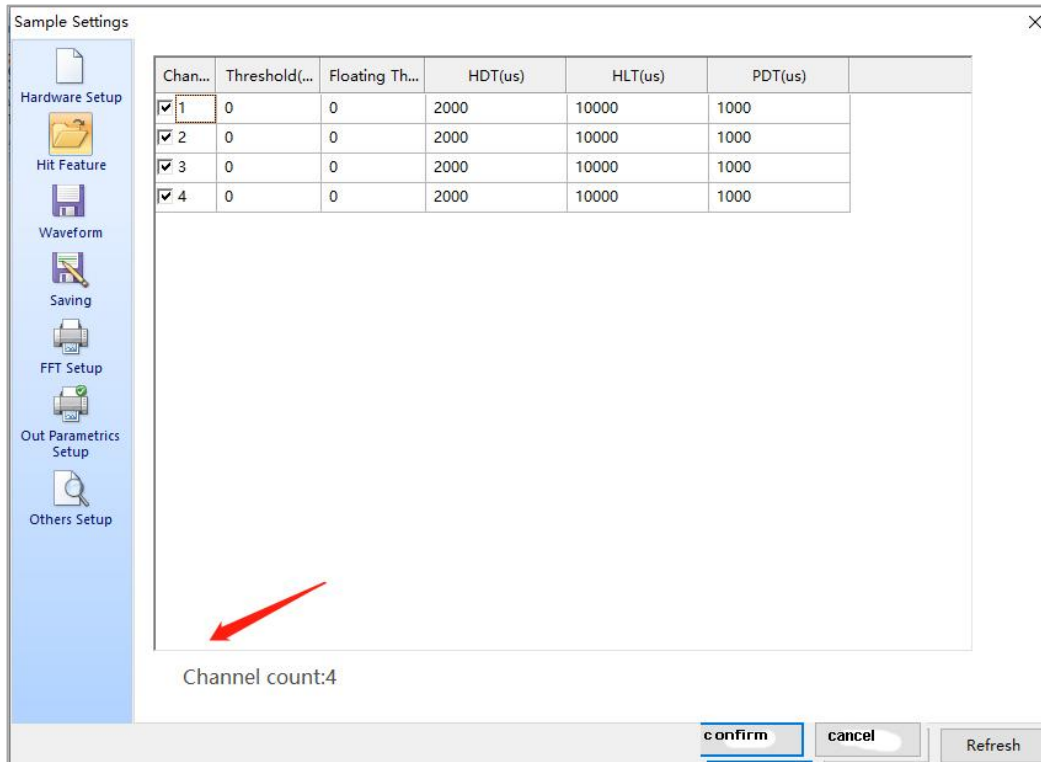 Sample Settings
Hardware Setup
Hit Feature
Waveform
Saving
FFT Setup
Out Parametrics
Setup
Others Setup
Chan... Threshold(... Floating Th... HDT(us) HLT(us) PDT(us)
1 0 0 2000 10000 1000
2 0 0 2000 10000 1000
3 0 0 2000 10000 1000
4 0 0 2000 10000 1000
Channel count:4
confirm cancel Refresh